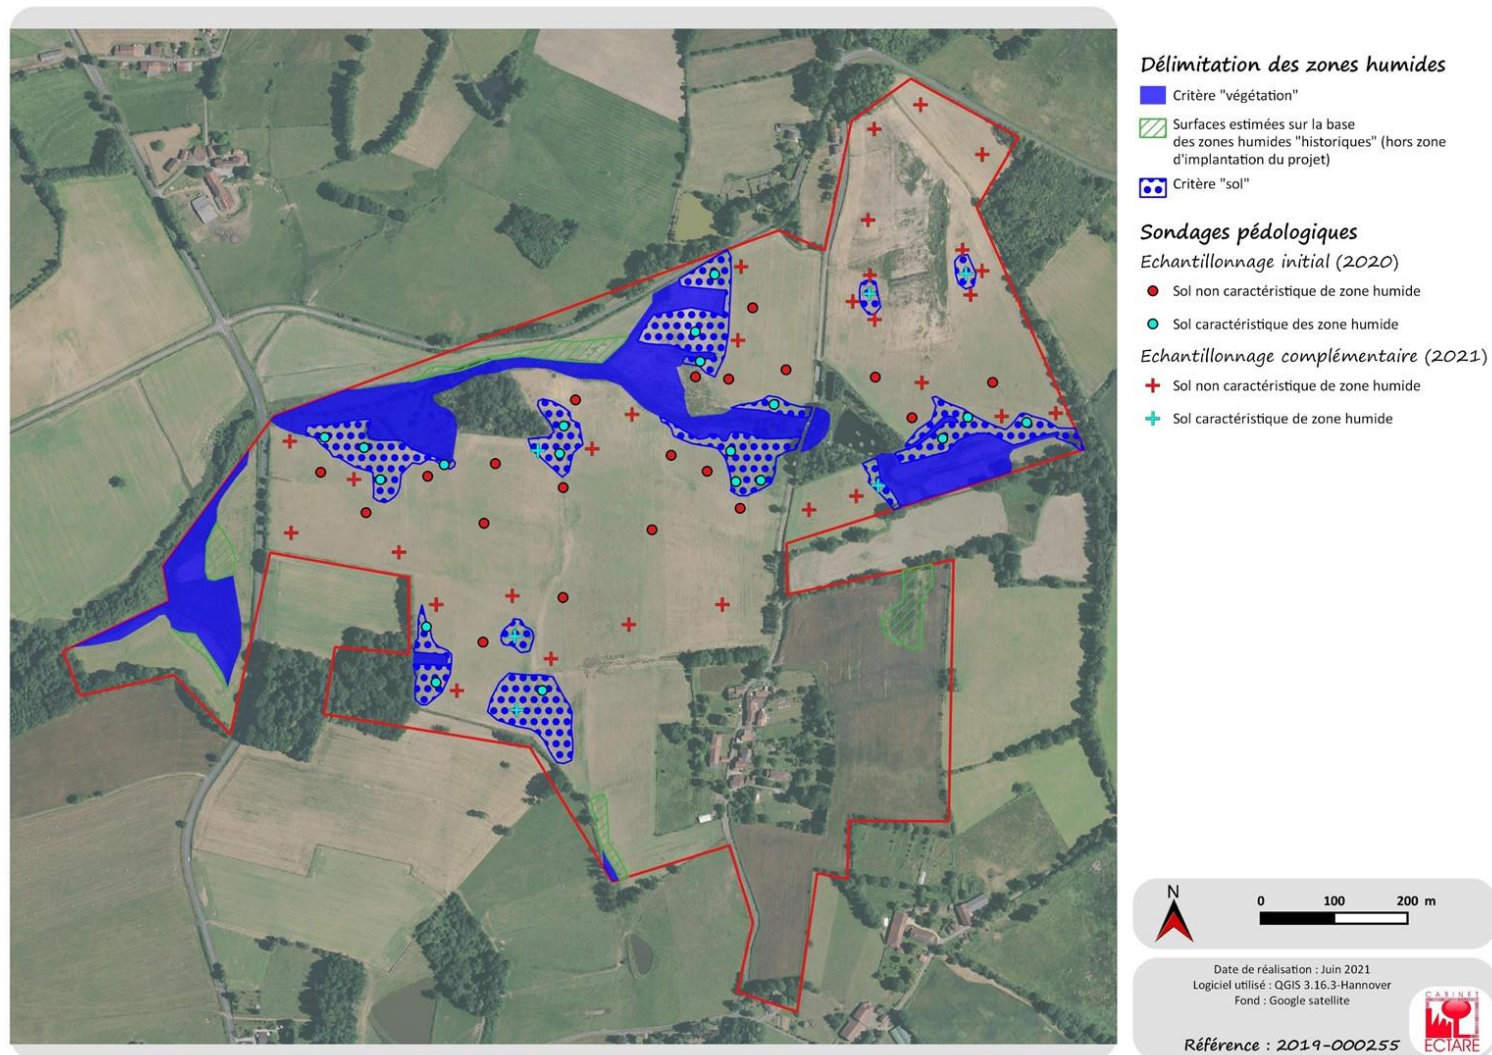 Délimitation des zones humides
Critère "végétation"
Surfaces estimées sur la base
des zones humides "historiques" (hors zone
d'implantation du projet)
Critère "sol"
Sondages pédologiques
Echantillonnage initial (2020)
Sol non caractéristique de zone humide
Sol caractéristique des zone humide
Echantillonnage complémentaire (2021)
Sol non caractéristique de zone humide
Sol caractéristique de zone humide
N
0 100 200 m
Date de réalisation : Juin 2021
Logiciel utilisé : QGIS 3.16.3-Hannover
Fond : Google satellite
Référence : 2019-000255
CABINET
ECTARE